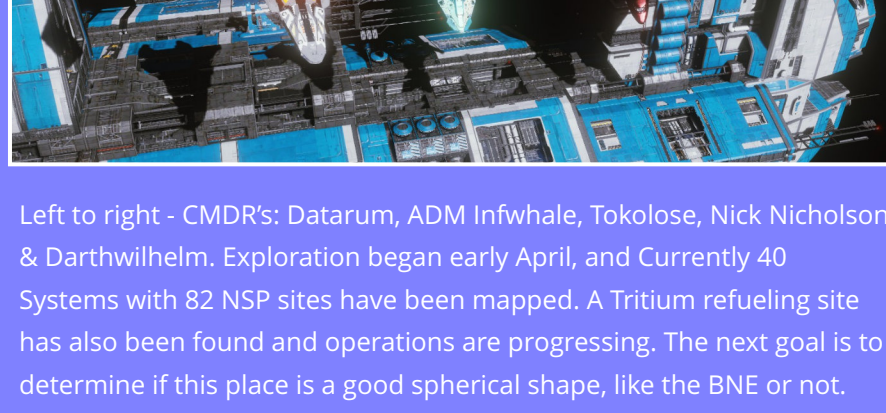 Left to right - CMDR's: Datarum, ADM Infwhale, Tokolose, Nick Nicholson
& Darthwilhelm. Exploration began early April, and Currently 40
Systems with 82 NSP sites have been mapped. A Tritium refueling site
has also been found and operations are progressing. The next goal is to
determine if this place is a good spherical shape, like the BNE or not.